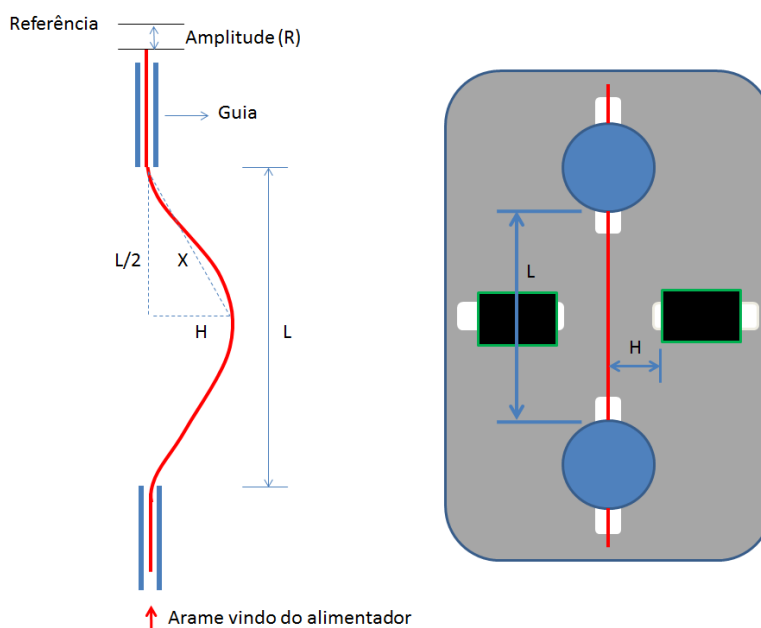 Referência
Amplitude (R)
Guia
L/2
X
H
L
Arame vindo do alimentador
L
H